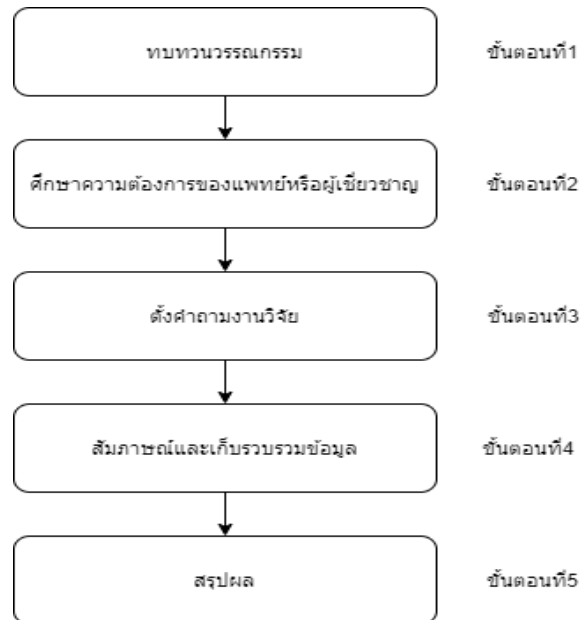 ทบทวนวรรณกรรม ขั้นตอนที่1
ศึกษาความต้องการของแพทย์หรือผู้เชี่ยวชาญ ขั้นตอนที่2
ตั้งคำถามงานวิจัย ขั้นตอนที่3
สัมภาษณ์และเก็บรวบรวมข้อมูล ขั้นตอนที่4
สรุปผล ขั้นตอนที่5